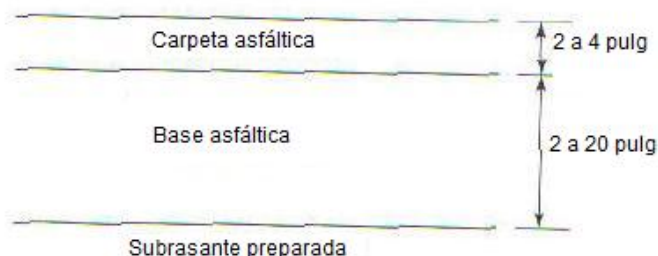 Carpeta asfáltica
2 a 4 pulg
Base asfáltica
2 a 20 pulg
Subrasante preparada